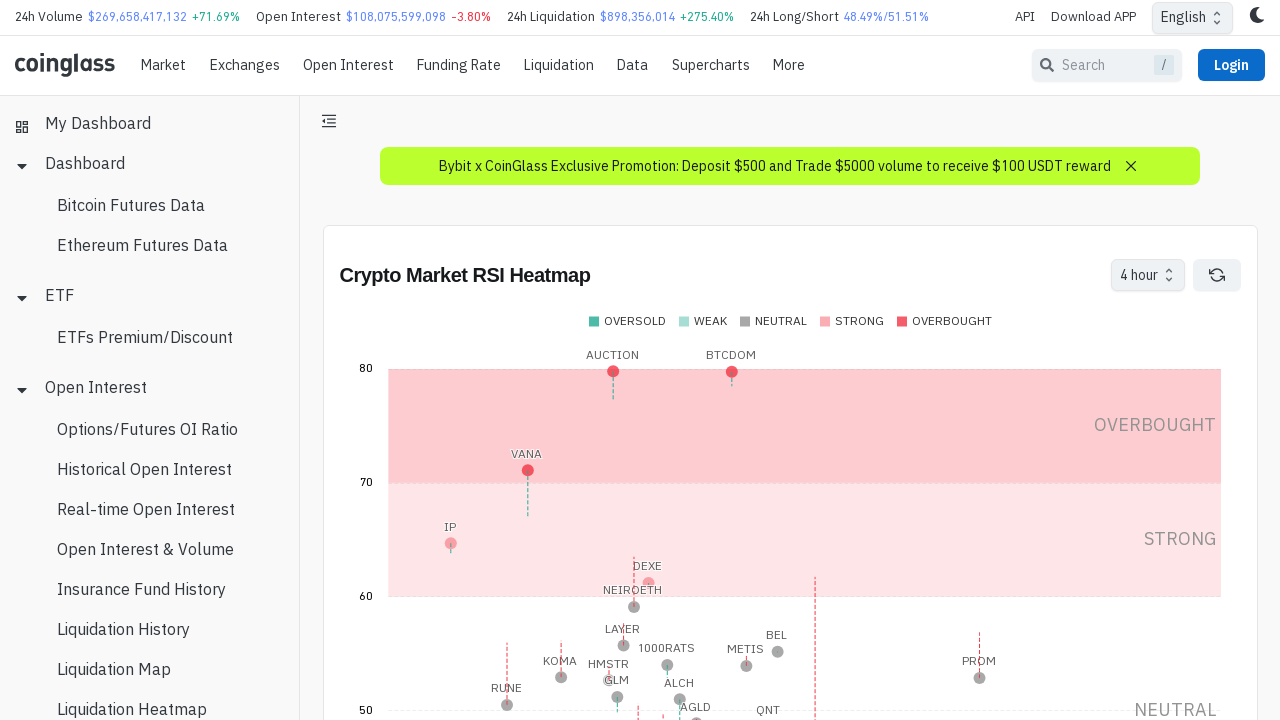 24h Volume $269,658,417,132 +71.69% Open Interest $108,075,599,098 -3.80% 24h Liquidation $898,356,014 +275.40% 24h Long/Short 48.49%/51.51% API Download APP English
coinglass Market Exchanges Open Interest Funding Rate Liquidation Data Supercharts More Search / Login
My Dashboard
Dashboard
Bitcoin Futures Data
Ethereum Futures Data
ETF
ETFs Premium/Discount
Open Interest
Options/Futures OI Ratio
Historical Open Interest
Real-time Open Interest
Open Interest & Volume
Insurance Fund History
Liquidation History
Liquidation Map
Liquidation Heatmap
Bybit x CoinGlass Exclusive Promotion: Deposit $500 and Trade $5000 volume to receive $100 USDT reward
Crypto Market RSI Heatmap 4 hour
OVERSOLD WEAK NEUTRAL STRONG OVERBOUGHT
AUCTION BTCDOM
80
OVERBOUGHT
VANA
70
IP
STRONG
DEXE
NEIROETH
60
LAYER
BEL
1000RATS METIS
KOMA HMSTR PROM
GLM
RUNE ALCH
AGLD QNT
50 NEUTRAL